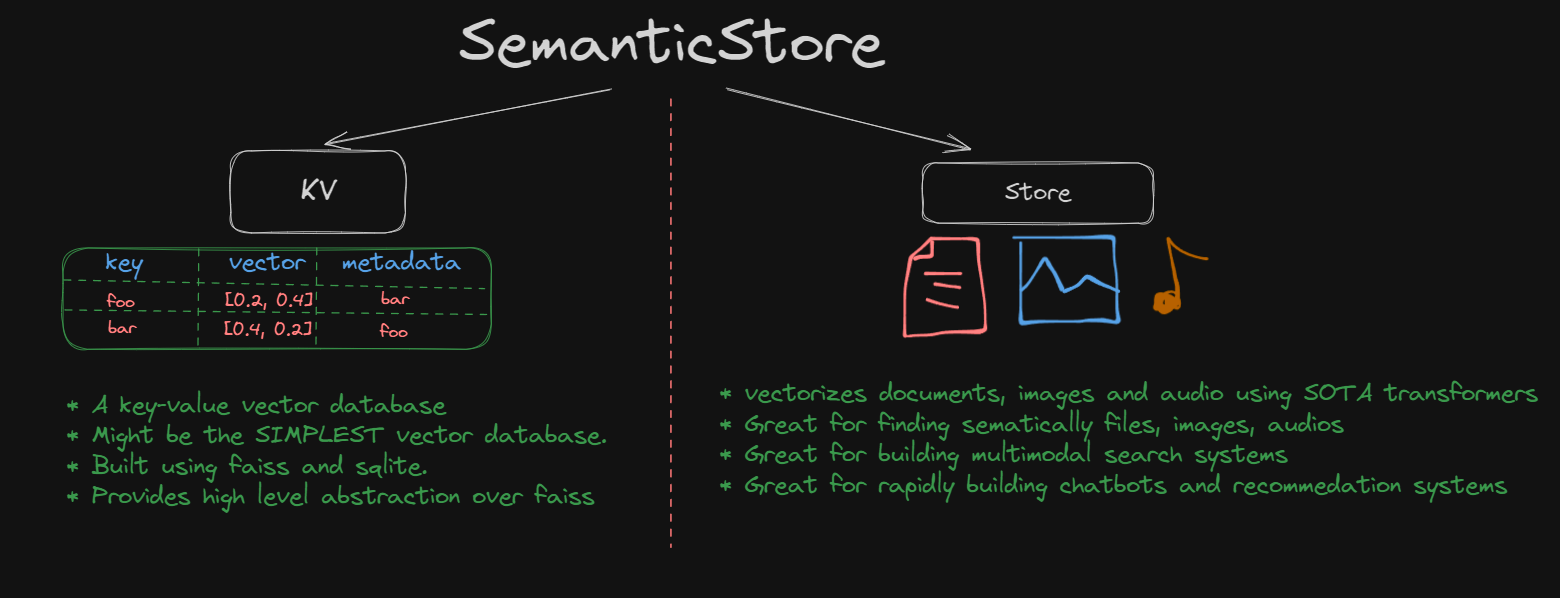 SemanticStore
KV
key vector metadata
foo [0.2, 0.4] bar
bar [0.4, 0.2] foo
* A key-value vector database
* Might be the SIMPLEST vector database.
* Built using faiss and sqlite.
* Provides high level abstraction over faiss
Store
* vectorizes documents, images and audio using SOTA transformers
* Great for finding sematically files, images, audios
* Great for building multimodal search systems
* Great for rapidly building chatbots and recommedation systems